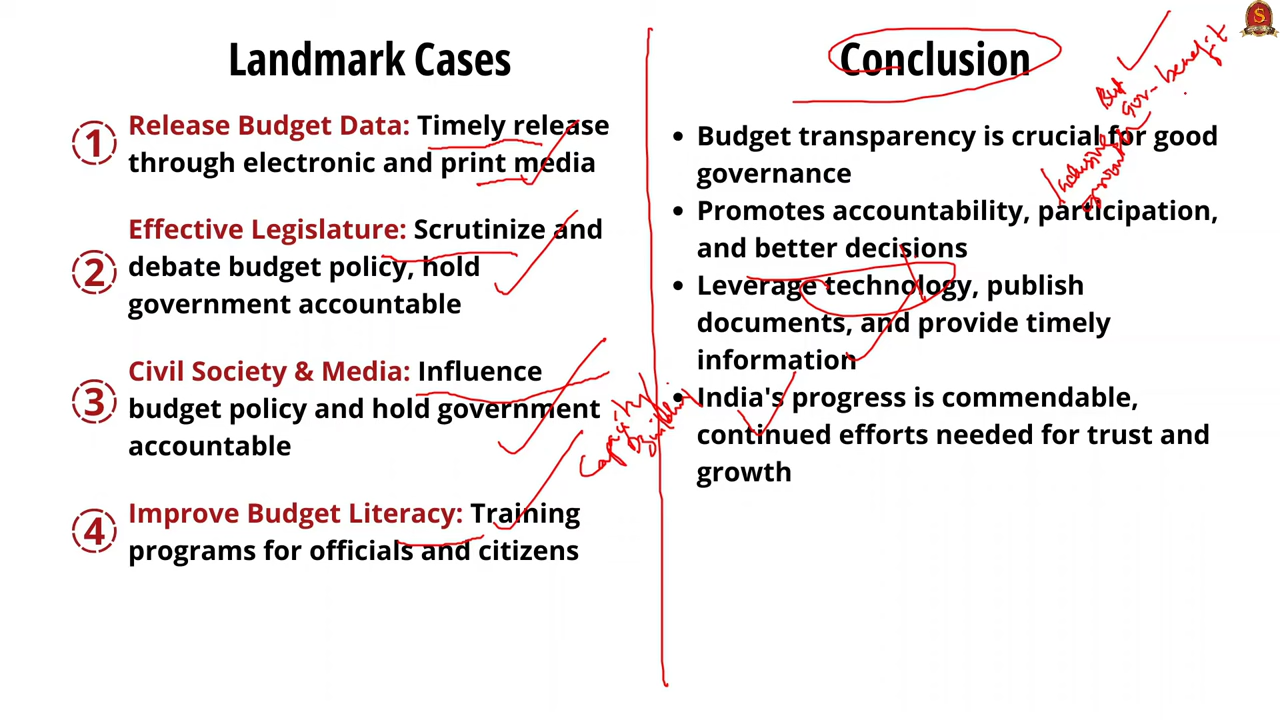 Landmark Cases
1
Release Budget Data: Timely release
through electronic and print media
2
Effective Legislature: Scrutinize and
debate budget policy, hold
government accountable
3
Civil Society & Media: Influence
budget policy and hold government
accountable
4
Improve Budget Literacy: Training
programs for officials and citizens
Capacity
Building
Conclusion
• Budget transparency is crucial for good
governance
• Promotes accountability, participation,
and better decisions
• Leverage technology, publish
documents, and provide timely
information
• India's progress is commendable,
continued efforts needed for trust and
growth
gov- benefit
S